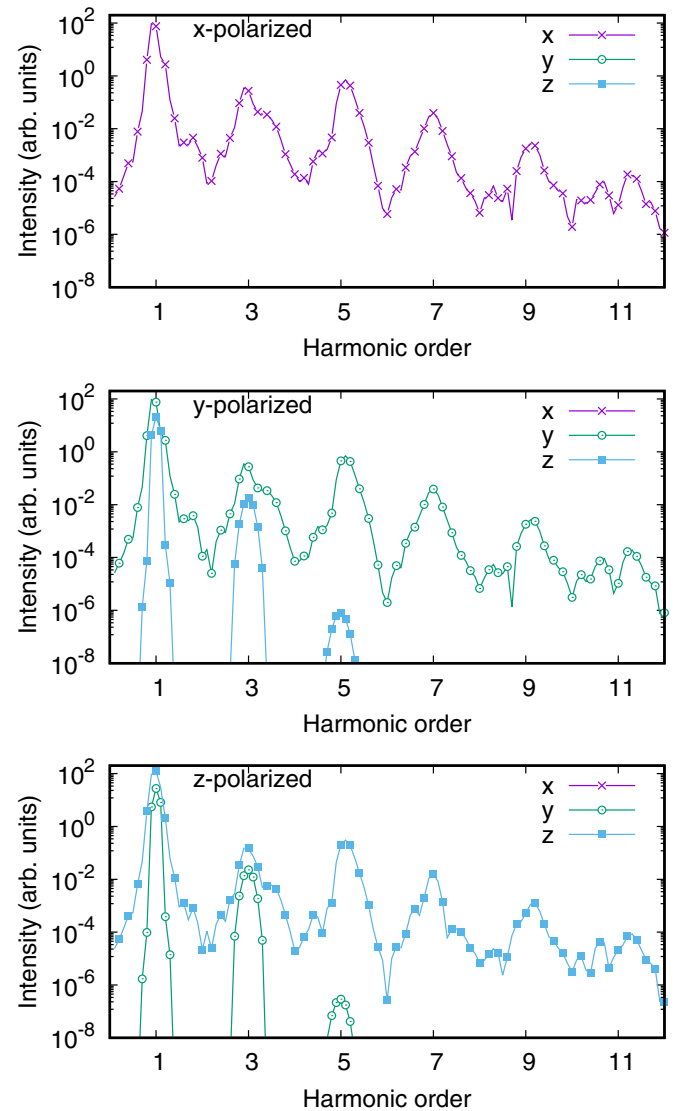 x-polarized
x
y
z
Intensity (arb. units)
10^2
10^0
10^-2
10^-4
10^-6
10^-8
1 3 5 7 9 11
Harmonic order
y-polarized
x
y
z
Intensity (arb. units)
10^2
10^0
10^-2
10^-4
10^-6
10^-8
1 3 5 7 9 11
Harmonic order
z-polarized
x
y
z
Intensity (arb. units)
10^2
10^0
10^-2
10^-4
10^-6
10^-8
1 3 5 7 9 11
Harmonic order